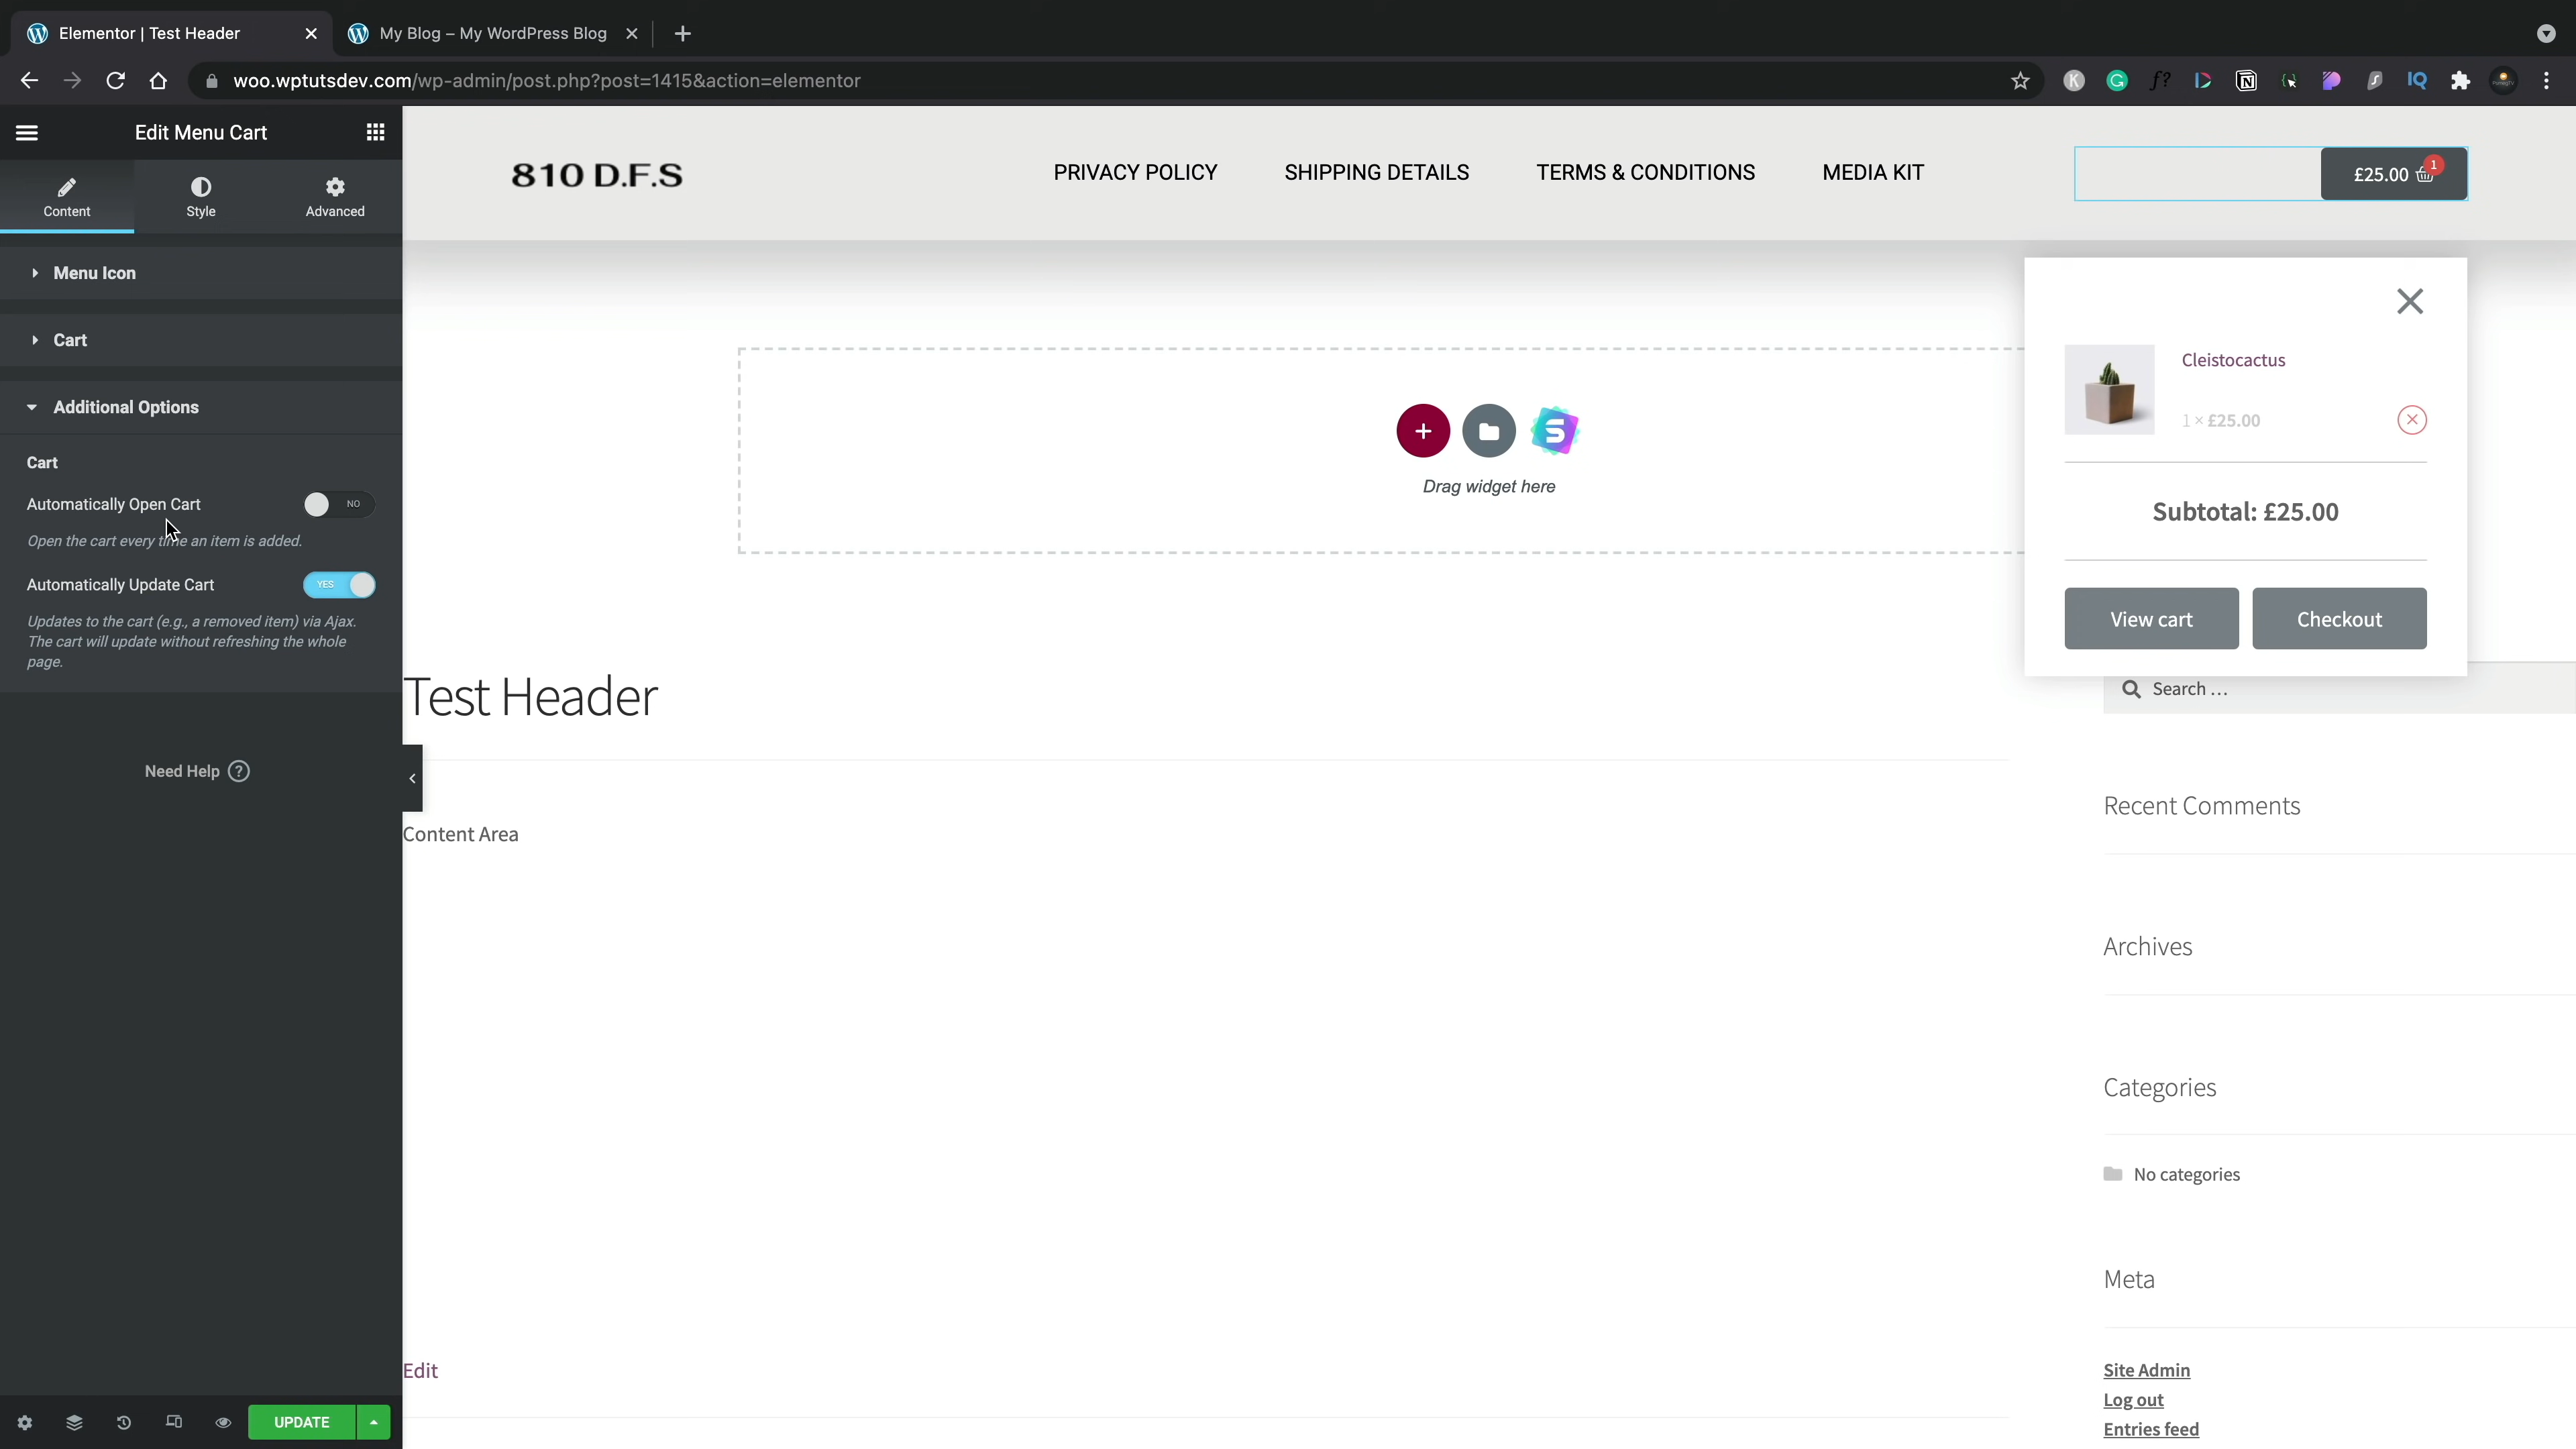 Elementor | Test Header
My Blog – My WordPress Blog
woo.wptutsdev.com/wp-admin/post.php?post=1415&action=elementor
Edit Menu Cart
Content
Style
Advanced
Menu Icon
Cart
Additional Options
Cart
Automatically Open Cart
NO
Open the cart every time an item is added.
Automatically Update Cart
YES
Updates to the cart (e.g., a removed item) via Ajax.
The cart will update without refreshing the whole
page.
Need Help ?
UPDATE
810 D.F.S
PRIVACY POLICY
SHIPPING DETAILS
TERMS & CONDITIONS
MEDIA KIT
£25.00
1
Drag widget here
Cleistocactus
1 × £25.00
Subtotal: £25.00
View cart
Checkout
Test Header
Content Area
Edit
Search …
Recent Comments
Archives
Categories
No categories
Meta
Site Admin
Log out
Entries feed